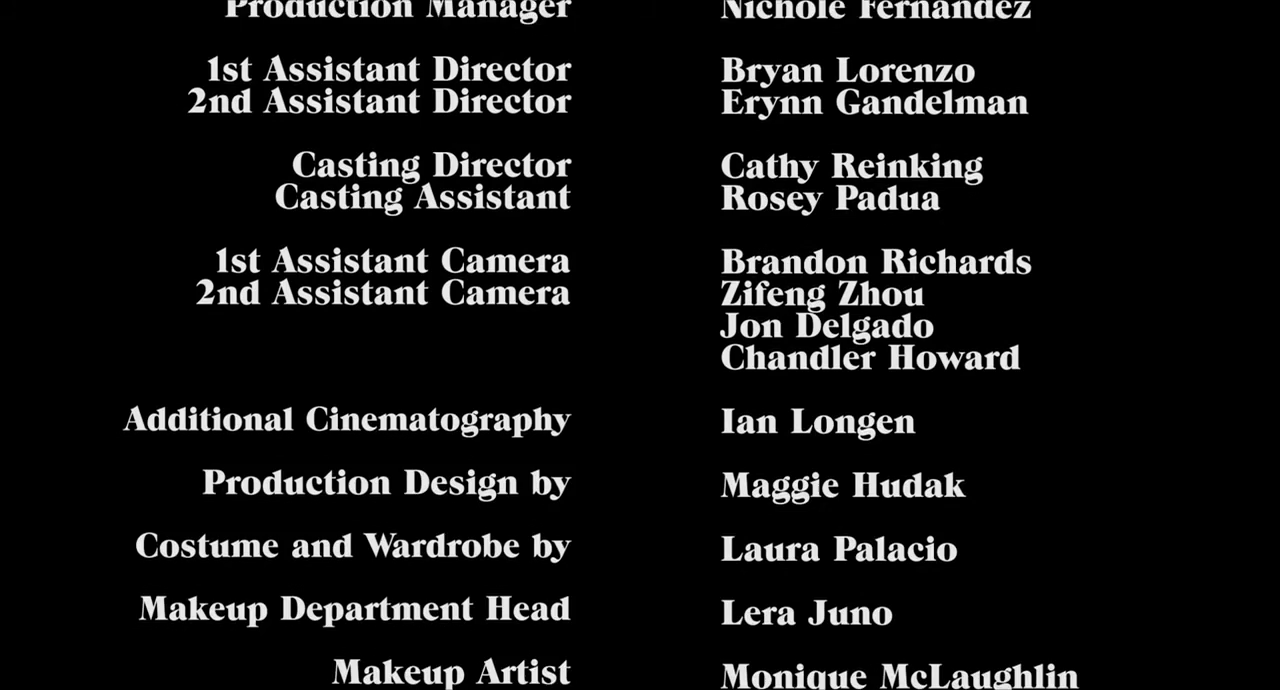 Production Manager Nichole Fernandez
1st Assistant Director Bryan Lorenzo
2nd Assistant Director Erynn Gandelman
Casting Director Cathy Reinking
Casting Assistant Rosey Padua
1st Assistant Camera Brandon Richards
2nd Assistant Camera Zifeng Zhou
Jon Delgado
Chandler Howard
Additional Cinematography Ian Longen
Production Design by Maggie Hudak
Costume and Wardrobe by Laura Palacio
Makeup Department Head Lera Juno
Makeup Artist Monique McLaughlin